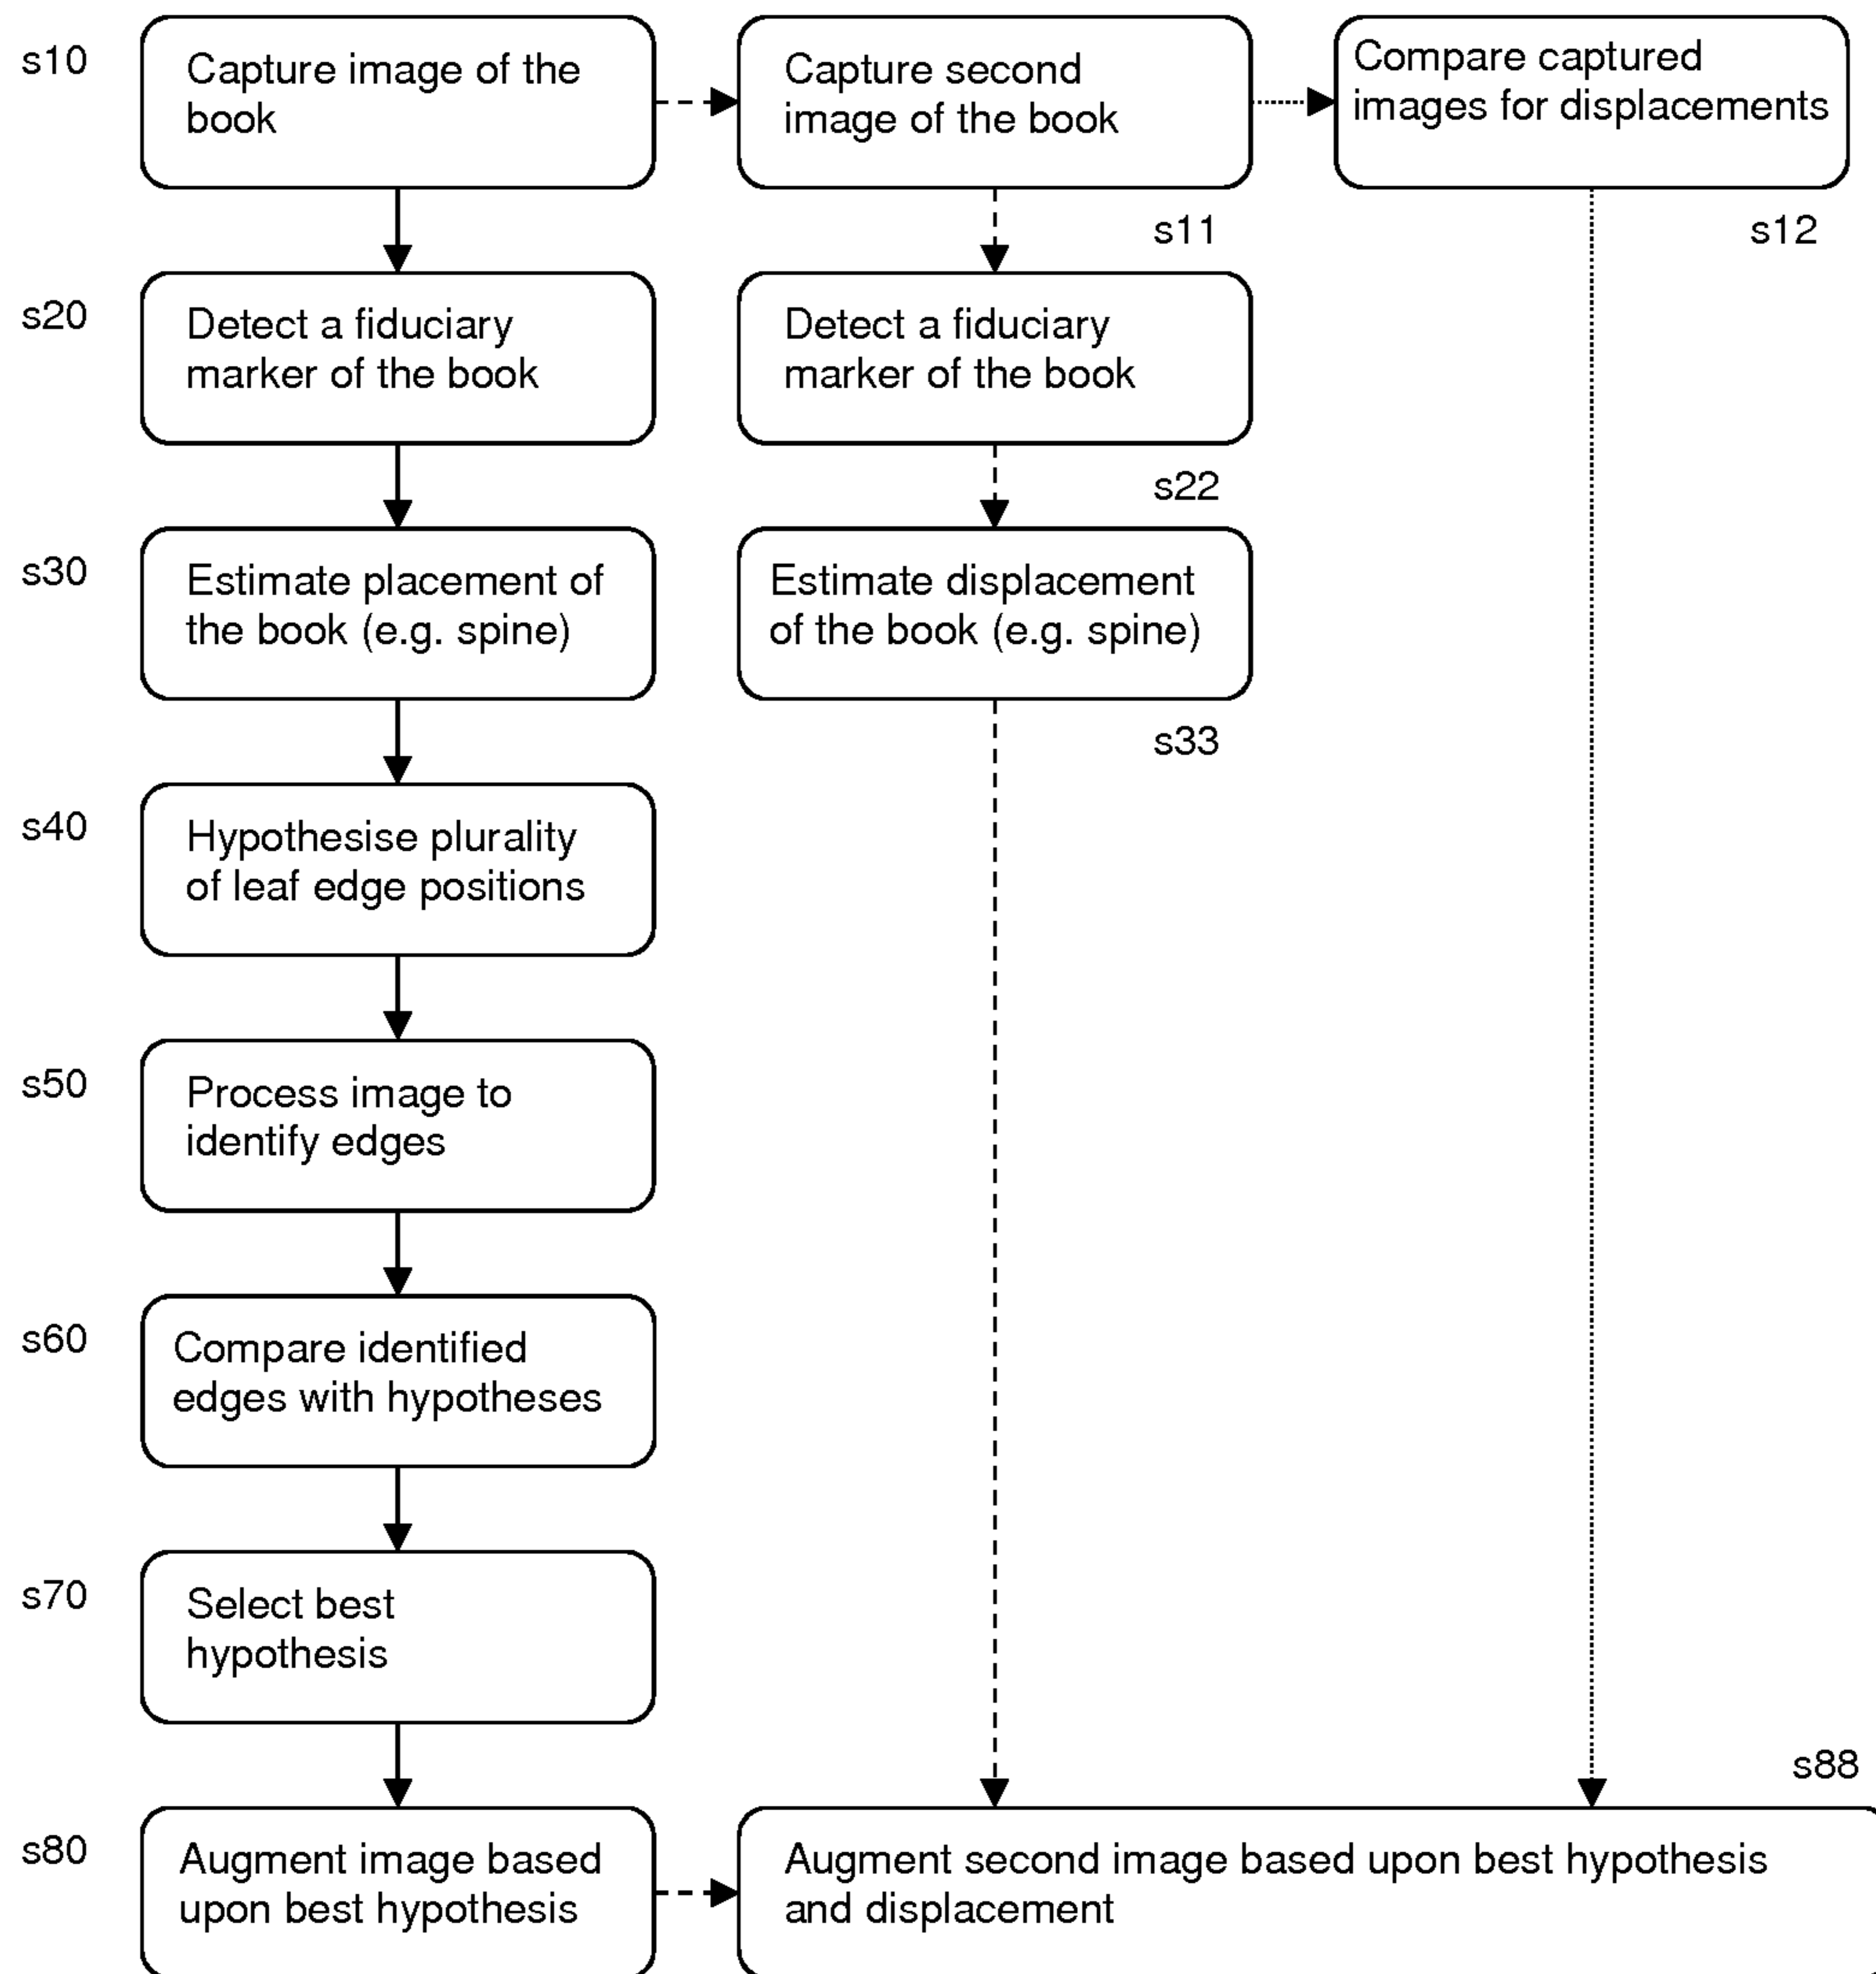 s10
Capture image of the
book
Capture second
image of the book
Compare captured
images for displacements
s11
s12
s20
Detect a fiduciary
marker of the book
Detect a fiduciary
marker of the book
s22
s30
Estimate placement of
the book (e.g. spine)
Estimate displacement
of the book (e.g. spine)
s33
s40
Hypothesise plurality
of leaf edge positions
s50
Process image to
identify edges
s60
Compare identified
edges with hypotheses
s70
Select best
hypothesis
s88
s80
Augment image based
upon best hypothesis
Augment second image based upon best hypothesis
and displacement